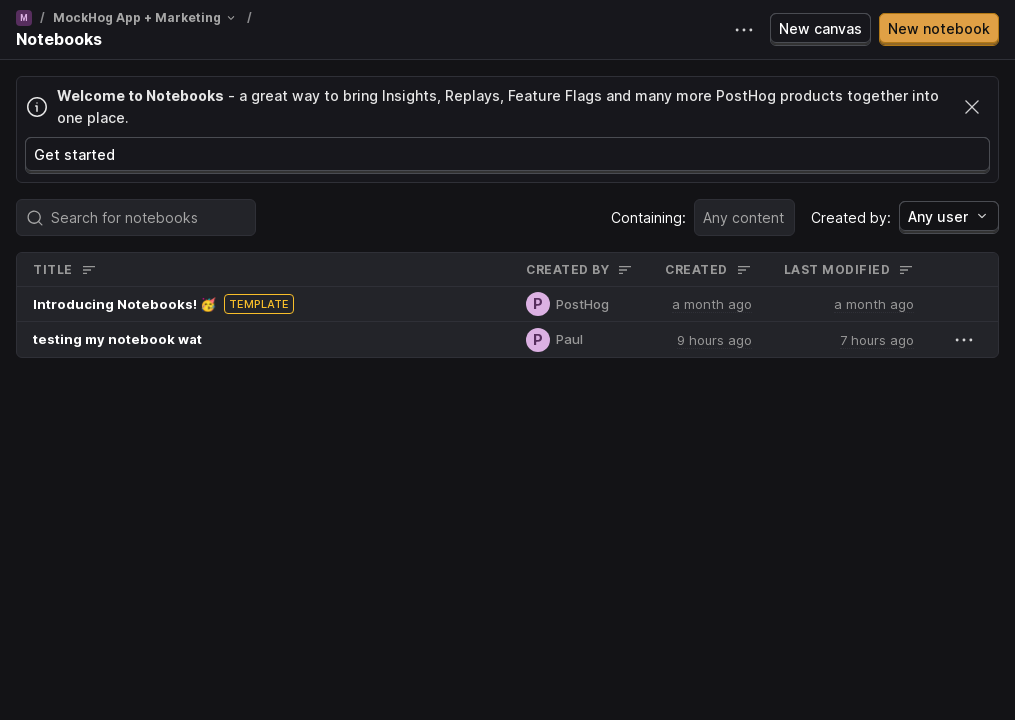 M / MockHog App + Marketing /
Notebooks
New canvas
New notebook
Welcome to Notebooks - a great way to bring Insights, Replays, Feature Flags and many more PostHog products together into
one place.
Get started
Search for notebooks
Containing: Any content
Created by: Any user
TITLE CREATED BY CREATED LAST MODIFIED
Introducing Notebooks! 🥳 TEMPLATE P PostHog a month ago a month ago
testing my notebook wat P Paul 9 hours ago 7 hours ago